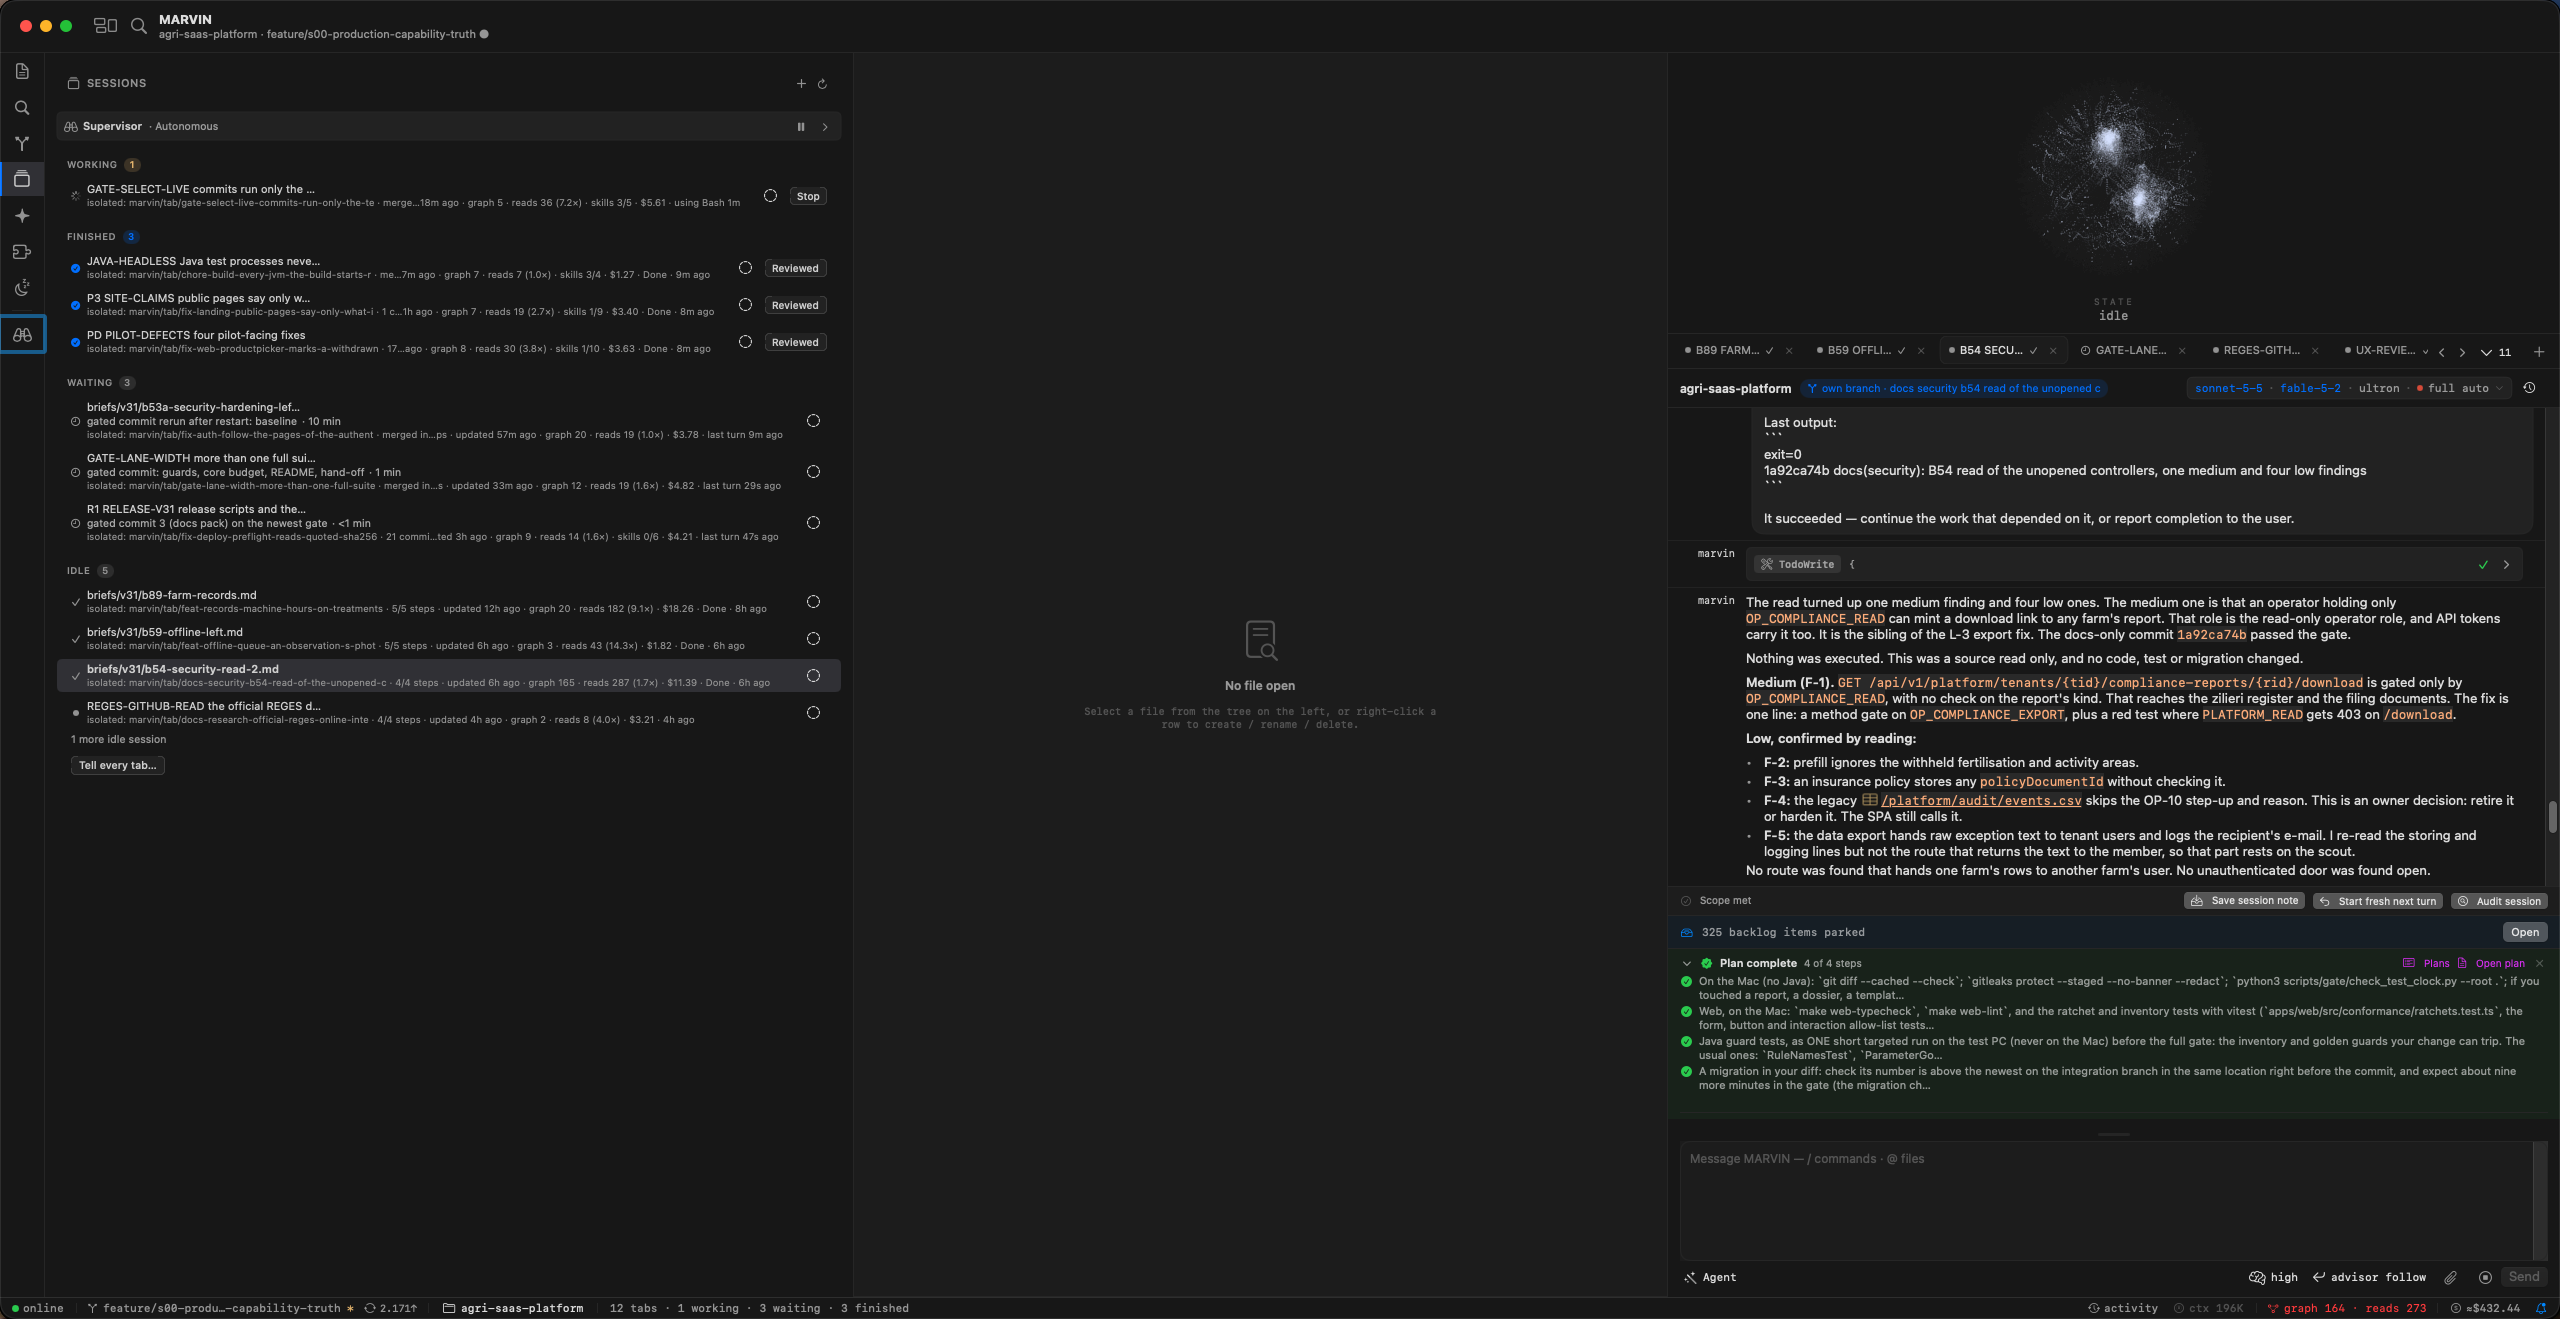 MARVIN
agri-saas-platform · feature/s00-production-capability-truth
SESSIONS
Supervisor · Autonomous
WORKING 1
GATE-SELECT-LIVE commits run only the ...
isolated: marvin/tab/gate-select-live-commits-run-only-the-te · merge...18m ago · graph 5 · reads 36 (7.2×) · skills 3/5 · $5.61 · using Bash 1m
Stop
FINISHED 3
JAVA-HEADLESS Java test processes neve...
isolated: marvin/tab/chore-build-every-jvm-the-build-starts-r · me...7m ago · graph 7 · reads 7 (1.0×) · skills 3/4 · $1.27 · Done · 9m ago
Reviewed
P3 SITE-CLAIMS public pages say only w...
isolated: marvin/tab/fix-landing-public-pages-say-only-what-i · 1 c...1h ago · graph 7 · reads 19 (2.7×) · skills 1/9 · $3.40 · Done · 8m ago
Reviewed
PD PILOT-DEFECTS four pilot-facing fixes
isolated: marvin/tab/fix-web-productpicker-marks-a-withdrawn · 17...ago · graph 8 · reads 30 (3.8×) · skills 1/10 · $3.63 · Done · 8m ago
Reviewed
WAITING 3
briefs/v31/b53a-security-hardening-lef...
gated commit rerun after restart: baseline · 10 min
isolated: marvin/tab/fix-auth-follow-the-pages-of-the-authent · merged in...ps · updated 57m ago · graph 20 · reads 19 (1.0×) · $3.78 · last turn 9m ago
GATE-LANE-WIDTH more than one full sui...
gated commit: guards, core budget, README, hand-off · 1 min
isolated: marvin/tab/gate-lane-width-more-than-one-full-suite · merged in...s · updated 33m ago · graph 12 · reads 19 (1.6×) · $4.82 · last turn 29s ago
R1 RELEASE-V31 release scripts and the...
gated commit 3 (docs pack) on the newest gate · <1 min
isolated: marvin/tab/fix-deploy-preflight-reads-quoted-sha256 · 21 commi...ted 3h ago · graph 9 · reads 14 (1.6×) · skills 0/6 · $4.21 · last turn 47s ago
IDLE 5
briefs/v31/b89-farm-records.md
isolated: marvin/tab/feat-records-machine-hours-on-treatments · 5/5 steps · updated 12h ago · graph 20 · reads 182 (9.1×) · $18.26 · Done · 8h ago
briefs/v31/b59-offline-left.md
isolated: marvin/tab/feat-offline-queue-an-observation-s-phot · 5/5 steps · updated 6h ago · graph 3 · reads 43 (14.3×) · $1.82 · Done · 6h ago
briefs/v31/b54-security-read-2.md
isolated: marvin/tab/docs-security-b54-read-of-the-unopened-c · 4/4 steps · updated 6h ago · graph 165 · reads 287 (1.7×) · $11.39 · Done · 6h ago
REGES-GITHUB-READ the official REGES d...
isolated: marvin/tab/docs-research-official-reges-online-inte · 4/4 steps · updated 4h ago · graph 2 · reads 8 (4.0×) · $3.21 · 4h ago
1 more idle session
Tell every tab...
No file open
Select a file from the tree on the left, or right-click a
row to create / rename / delete.
STATE
idle
B89 FARM... B59 OFFLI... B54 SECU... GATE-LANE... REGES-GITH... UX-REVIE... 11
agri-saas-platform own branch · docs security b54 read of the unopened c sonnet-5-5 · fable-5-2 · ultron · full auto
Last output:
```
exit=0
1a92ca74b docs(security): B54 read of the unopened controllers, one medium and four low findings
```
It succeeded — continue the work that depended on it, or report completion to the user.
marvin TodoWrite {
marvin The read turned up one medium finding and four low ones. The medium one is that an operator holding only
OP_COMPLIANCE_READ can mint a download link to any farm's report. That role is the read-only operator role, and API tokens
carry it too. It is the sibling of the L-3 export fix. The docs-only commit 1a92ca74b passed the gate.
Nothing was executed. This was a source read only, and no code, test or migration changed.
Medium (F-1). GET /api/v1/platform/tenants/{tid}/compliance-reports/{rid}/download is gated only by
OP_COMPLIANCE_READ, with no check on the report's kind. That reaches the zilieri register and the filing documents. The fix is
one line: a method gate on OP_COMPLIANCE_EXPORT, plus a red test where PLATFORM_READ gets 403 on /download.
Low, confirmed by reading:
• F-2: prefill ignores the withheld fertilisation and activity areas.
• F-3: an insurance policy stores any policyDocumentId without checking it.
• F-4: the legacy /platform/audit/events.csv skips the OP-10 step-up and reason. This is an owner decision: retire it
or harden it. The SPA still calls it.
• F-5: the data export hands raw exception text to tenant users and logs the recipient's e-mail. I re-read the storing and
logging lines but not the route that returns the text to the member, so that part rests on the scout.
No route was found that hands one farm's rows to another farm's user. No unauthenticated door was found open.
Scope met Save session note Start fresh next turn Audit session
325 backlog items parked Open
Plan complete 4 of 4 steps Plans Open plan
On the Mac (no Java): `git diff --cached --check`; `gitleaks protect --staged --no-banner --redact`; `python3 scripts/gate/check_test_clock.py --root .`; if you
touched a report, a dossier, a templat...
Web, on the Mac: `make web-typecheck`, `make web-lint`, and the ratchet and inventory tests with vitest (`apps/web/src/conformance/ratchets.test.ts`, the
form, button and interaction allow-list tests...
Java guard tests, as ONE short targeted run on the test PC (never on the Mac) before the full gate: the inventory and golden guards your change can trip. The
usual ones: `RuleNamesTest`, `ParameterGo...
A migration in your diff: check its number is above the newest on the integration branch in the same location right before the commit, and expect about nine
more minutes in the gate (the migration ch...
Message MARVIN — / commands · @ files
Agent high advisor follow Send
online feature/s00-produ…-capability-truth * 2.171↑ agri-saas-platform 12 tabs · 1 working · 3 waiting · 3 finished activity ctx 196K graph 164 · reads 273 ≈$432.44